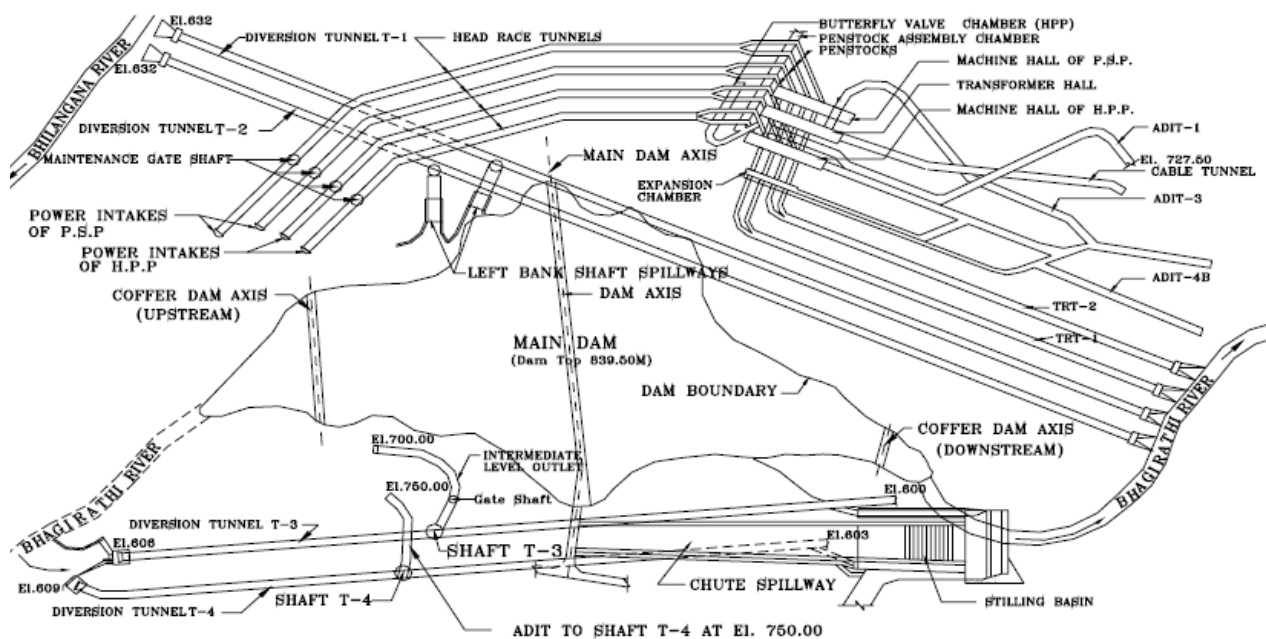 El.632
DIVERSION TUNNEL T-1
HEAD RACE TUNNELS
BUTTERFLY VALVE CHAMBER (HPP)
PENSTOCK ASSEMBLY CHAMBER
PENSTOCKS
MACHINE HALL OF P.S.P.
TRANSFORMER HALL
MACHINE HALL OF H.P.P.
BHILANGANA RIVER
El.632
DIVERSION TUNNEL T-2
MAINTENANCE GATE SHAFT
MAIN DAM AXIS
ADIT-1
El. 727.50
CABLE TUNNEL
EXPANSION
CHAMBER
ADIT-3
POWER INTAKES
OF P.S.P
POWER INTAKES
OF H.P.P
LEFT BANK SHAFT SPILLWAYS
COFFER DAM AXIS
(UPSTREAM)
DAM AXIS
ADIT-4B
TRT-2
TRT-1
MAIN DAM
(Dam Top 839.50M)
DAM BOUNDARY
BHAGIRATHI RIVER
COFFER DAM AXIS
(DOWNSTREAM)
BHAGIRATHI RIVER
El.700.00
INTERMEDIATE
LEVEL OUTLET
El.750.00
Gate Shaft
El.600
BHAGIRATHI RIVER
DIVERSION TUNNEL T-3
El.606
SHAFT T-3
El.603
El.609
SHAFT T-4
CHUTE SPILLWAY
DIVERSION TUNNEL T-4
STILLING BASIN
ADIT TO SHAFT T-4 AT El. 750.00